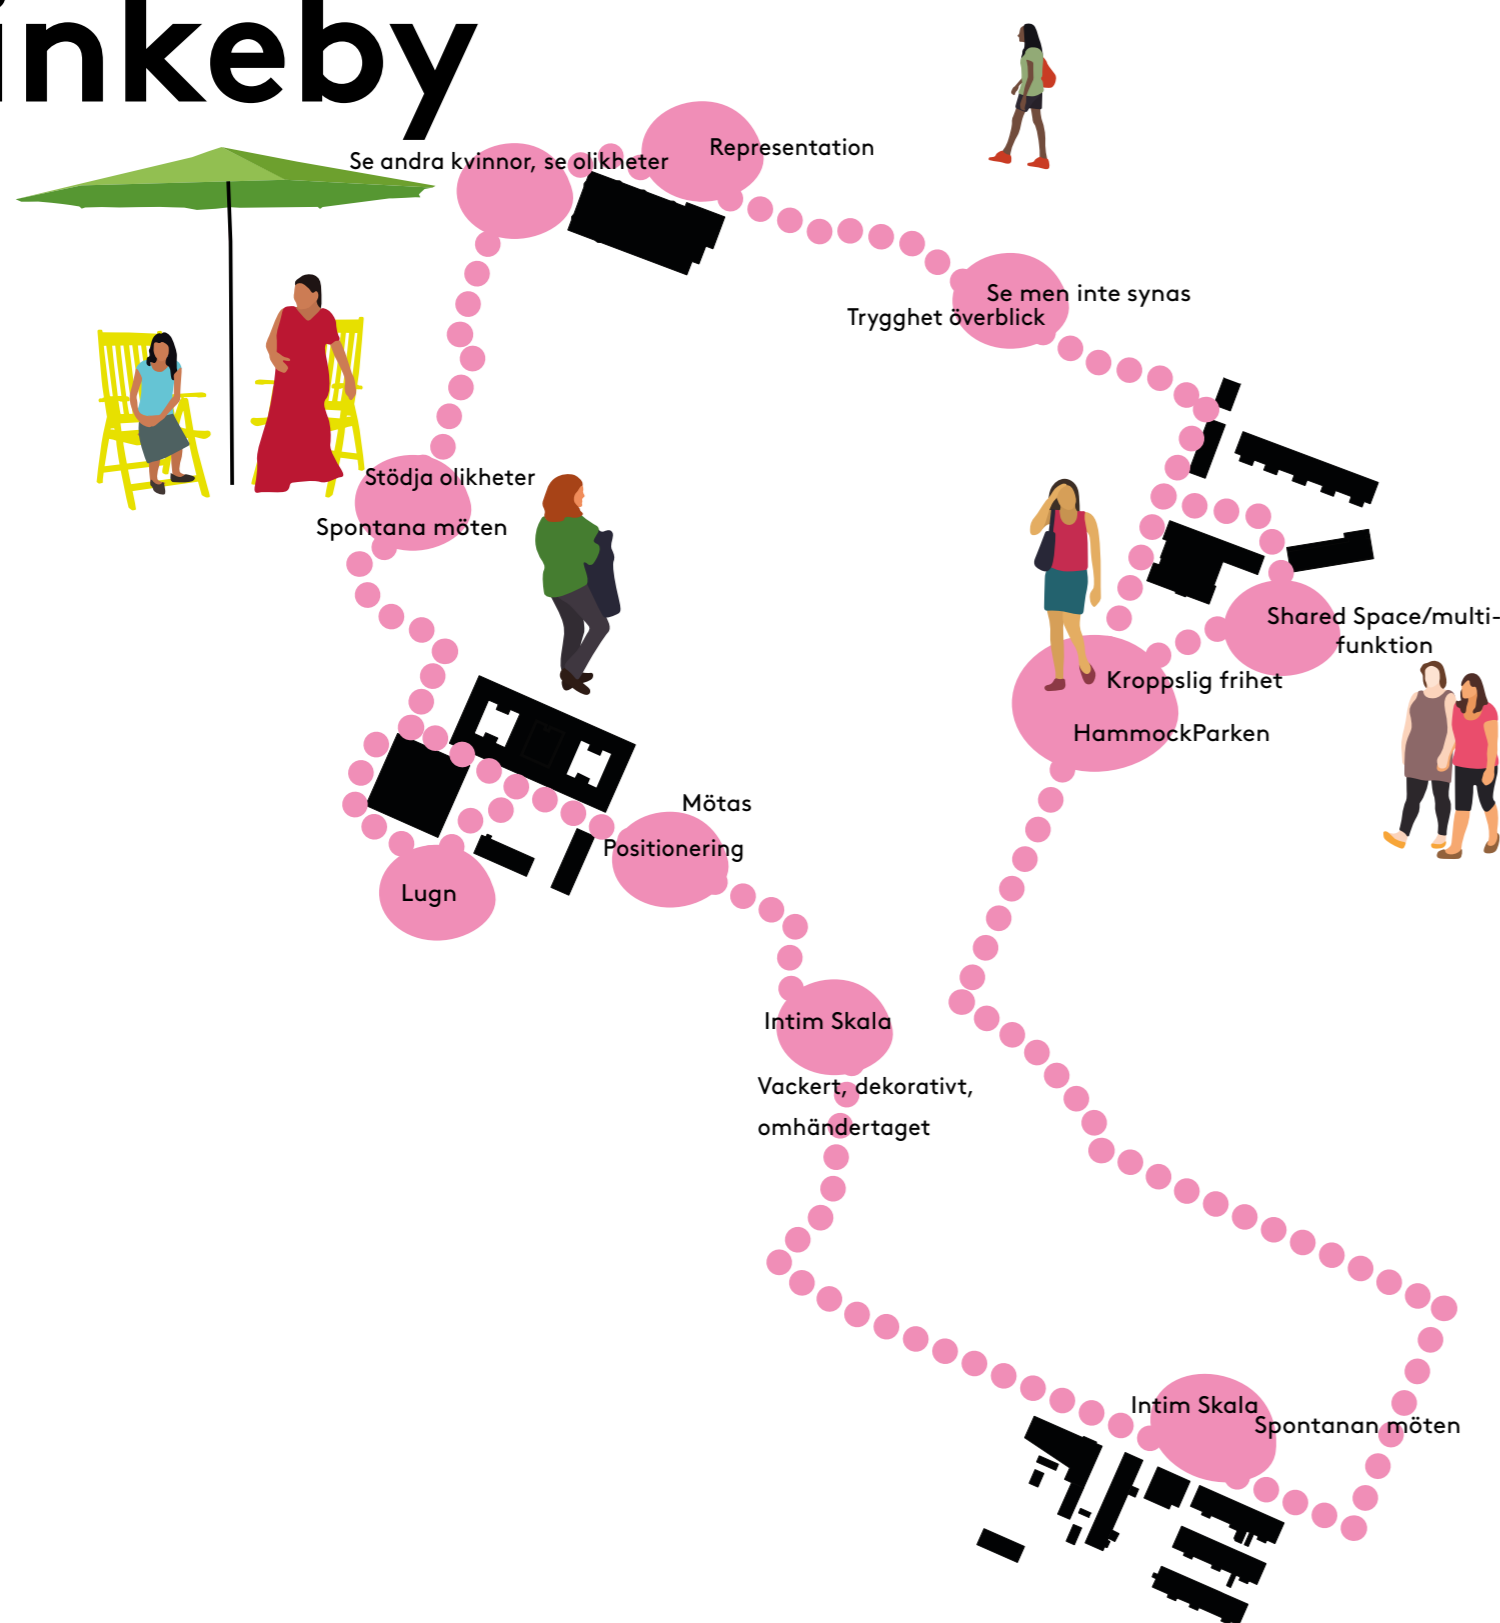 inkeby
Representation
Se andra kvinnor, se olikheter
Se men inte synas
Trygghet överblick
Stödja olikheter
Spontana möten
Shared Space/multi-
funktion
Kroppslig frihet
HammockParken
Mötas
Positionering
Lugn
Intim Skala
Vackert, dekorativt,
omhändertaget
Intim Skala
Spontanan möten